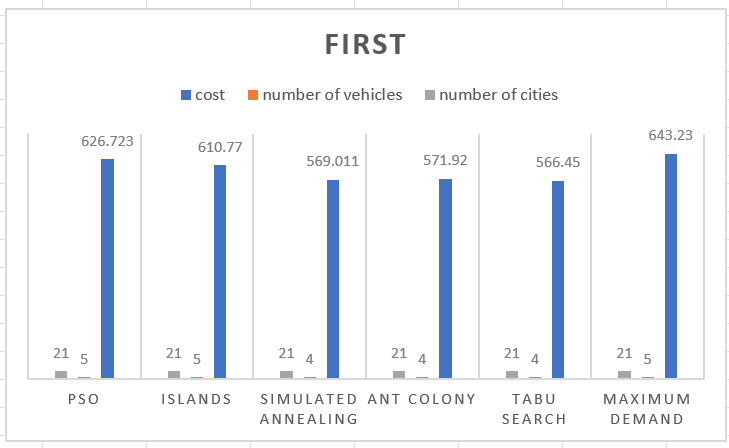 FIRST
cost number of vehicles number of cities
626.723 610.77 569.011 571.92 566.45 643.23
21 5 21 5 21 4 21 4 21 4 21 5
PSO ISLANDS SIMULATED ANT COLONY TABU MAXIMUM
ANNEALING SEARCH DEMAND